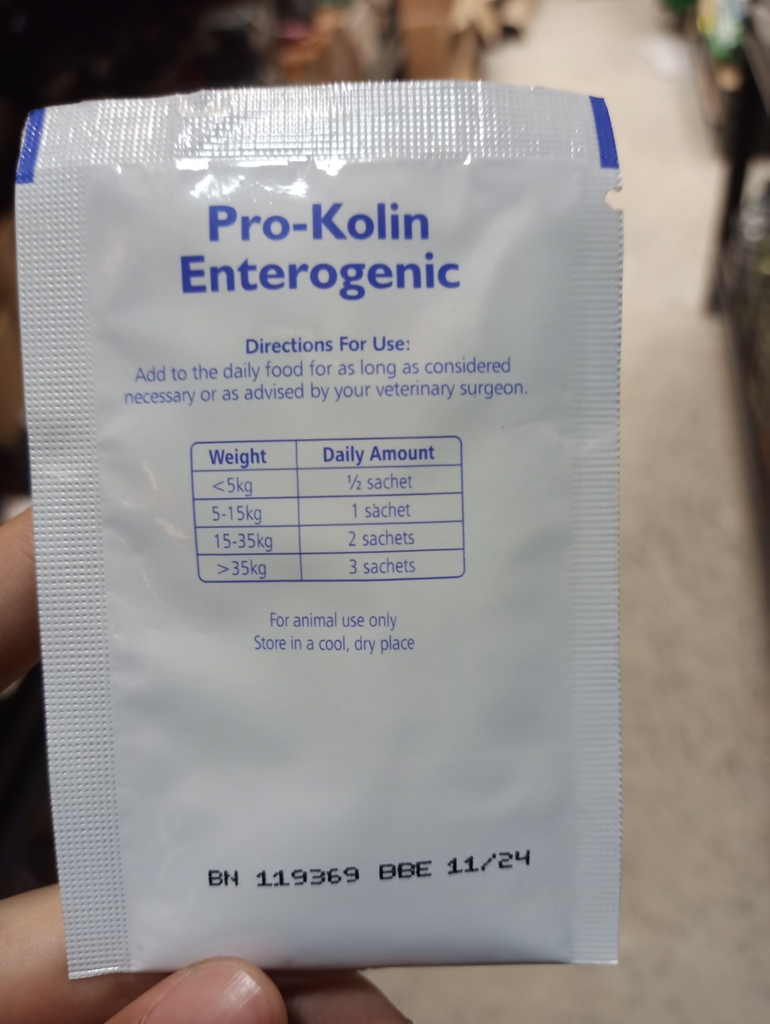 Pro-Kolin
Enterogenic
Directions For Use:
Add to the daily food for as long as considered
necessary or as advised by your veterinary surgeon.
Weight Daily Amount
<5kg ½ sachet
5-15kg 1 sachet
15-35kg 2 sachets
>35kg 3 sachets
For animal use only
Store in a cool, dry place
BN 119369 BBE 11/24